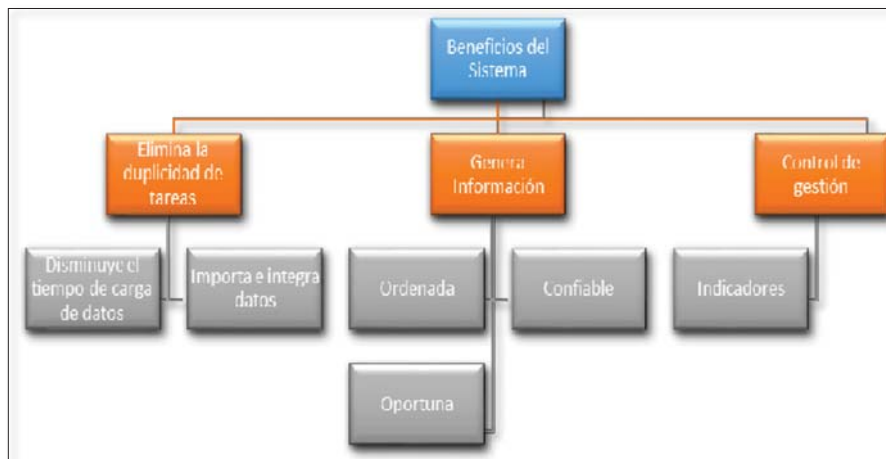 Beneficios del
Sistema
Elimina la
duplicidad de
tareas
Genera
Información
Control de
gestión
Disminuye el
tiempo de carga
de datos
Importa e integra
datos
Ordenada
Confiable
Indicadores
Oportuna